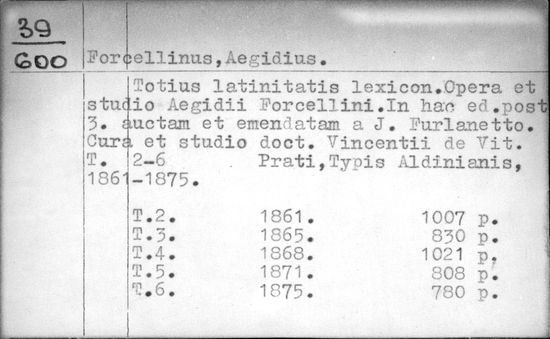 39
600
Forcellinus,Aegidius.
Totius latinitatis lexicon.Opera et
studio Aegidii Forcellini.In hac ed.post
3. auctam et emendatam a J. Furlanetto.
Cura et studio doct. Vincentii de Vit.
T. 2-6 Prati,Typis Aldinianis,
1861-1875.
T.2. 1861. 1007 p.
T.3. 1865. 830 p.
T.4. 1868. 1021 p.
T.5. 1871. 808 p.
T.6. 1875. 780 p.